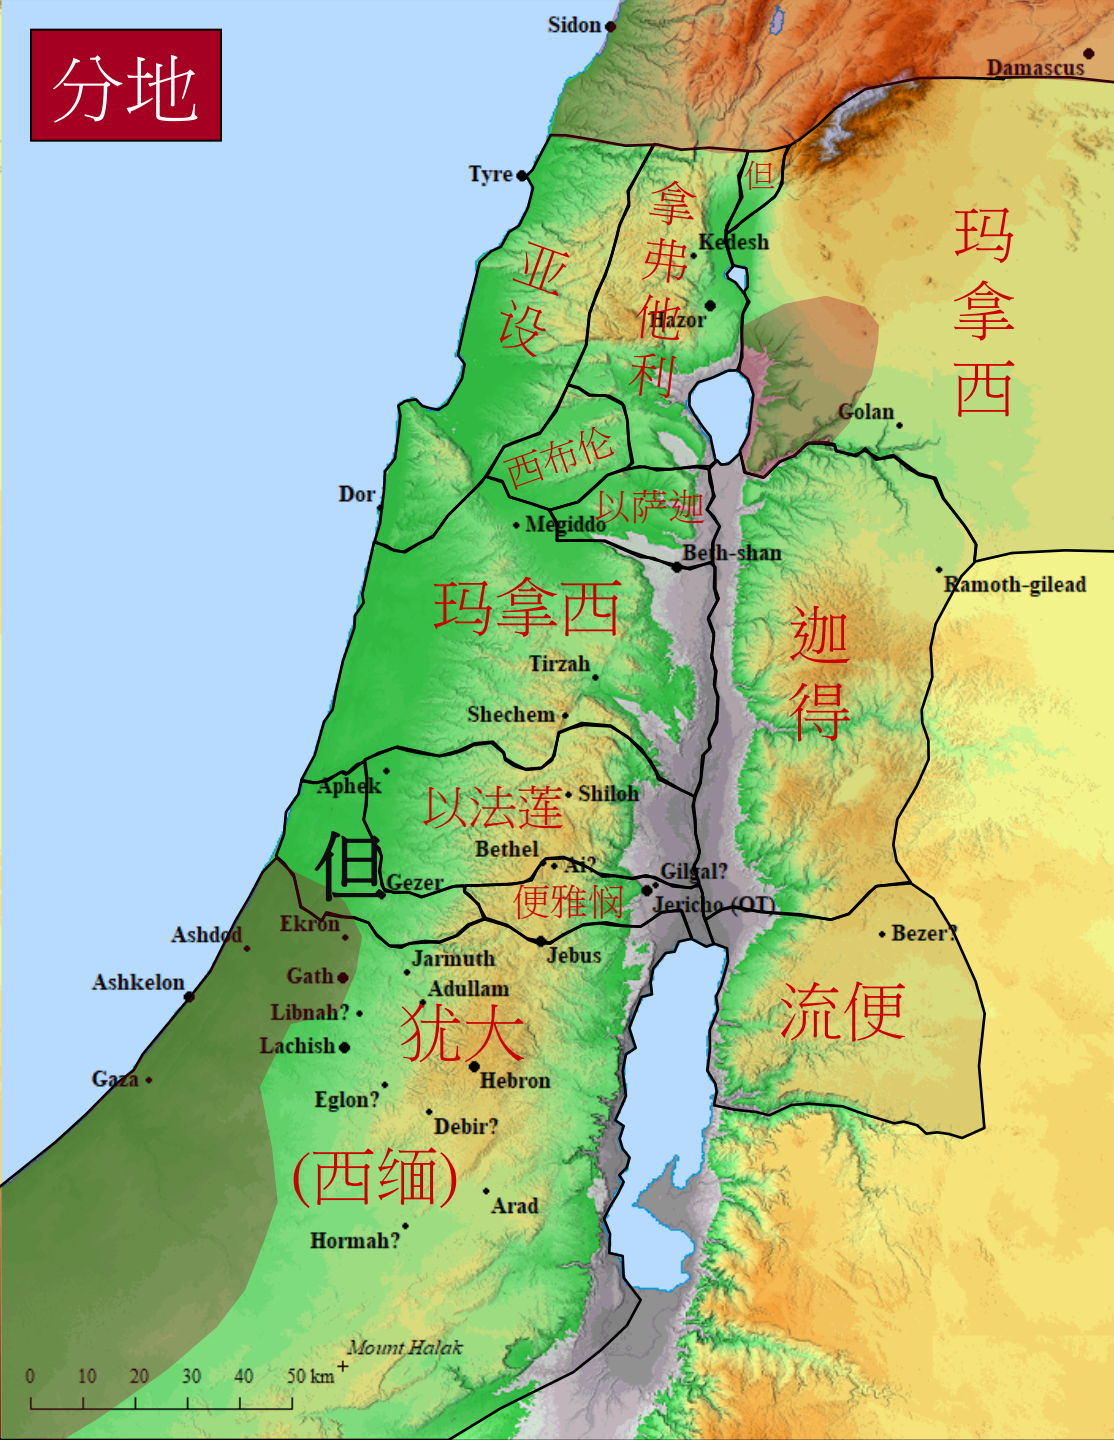 分地
Sidon
Damascus
Tyre
但
拿弗他利
Kedesh
玛拿西
亚设
Hazor
Golan
西布伦
Dor
以萨迦
Megiddo
Beth-shan
Ramoth-gilead
玛拿西
迦得
Tirzah
Shechem
Aphek
以法莲
Shiloh
Bethel
Ai?
但
Gezer
Gilgal?
便雅悯
Jericho (OT)
Ekron
Ashdod
Jebus
Bezer?
Jarmuth
Gath
Ashkelon
Adullam
Libnah?
流便
犹大
Lachish
Gaza
Hebron
Eglon?
Debir?
(西缅)
Arad
Hormah?
Mount Halak
0 10 20 30 40 50 km